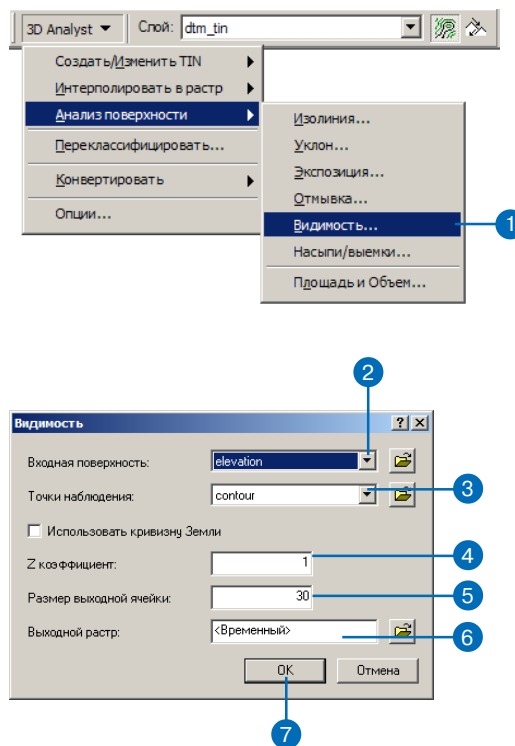 3D Analyst Слой: dtm_tin
Создать/Изменить TIN
Интерполировать в растр
Анализ поверхности
Переклассифицировать...
Конвертировать
Опции...
Изолиния...
Уклон...
Экспозиция...
Отмывка...
Видимость...
1
Насыпи/выемки...
Площадь и Объем...
2
Видимость
Входная поверхность: elevation
Точки наблюдения: contour
3
Использовать кривизну Земли
Z коэффициент: 1
4
Размер выходной ячейки: 30
5
Выходной растр: <Временный>
6
OK Отмена
7